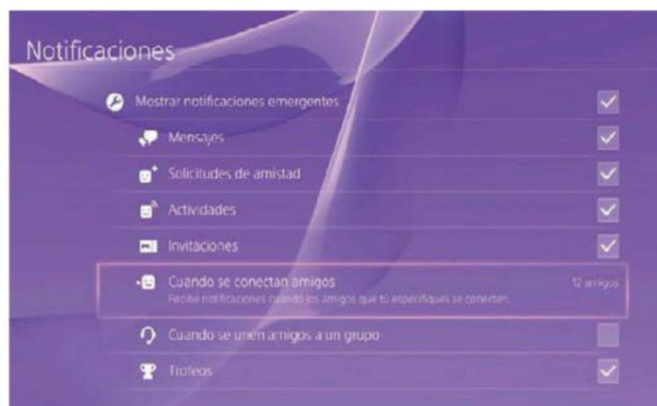 Notificaciones
Mostrar notificaciones emergentes
Mensajes
Solicitudes de amistad
Actividades
Invitaciones
Cuando se conectan amigos 12 amigos
Recibe notificaciones cuando los amigos que tú especifiques se conecten.
Cuando se unen amigos a un grupo
Trofeos